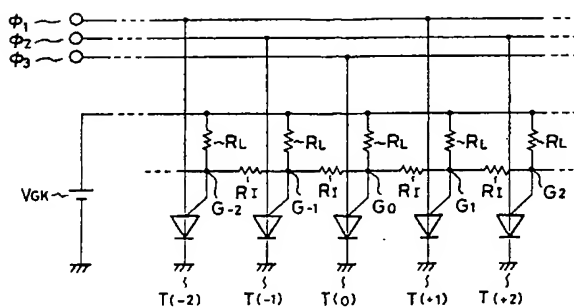 Φ1
Φ2
Φ3
RL RL RL RL RL
RI RI RI RI
VGK
G-2 G-1 G0 G1 G2
T(-2) T(-1) T(0) T(+1) T(+2)